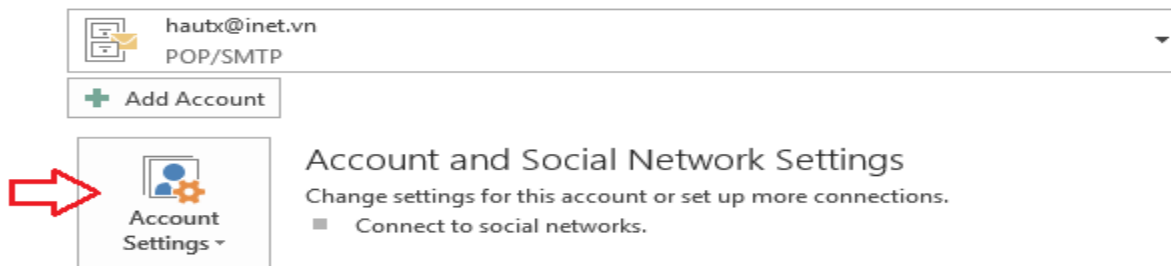 hautx@inet.vn
POP/SMTP
Add Account
Account and Social Network Settings
Change settings for this account or set up more connections.
Account
Settings
Connect to social networks.